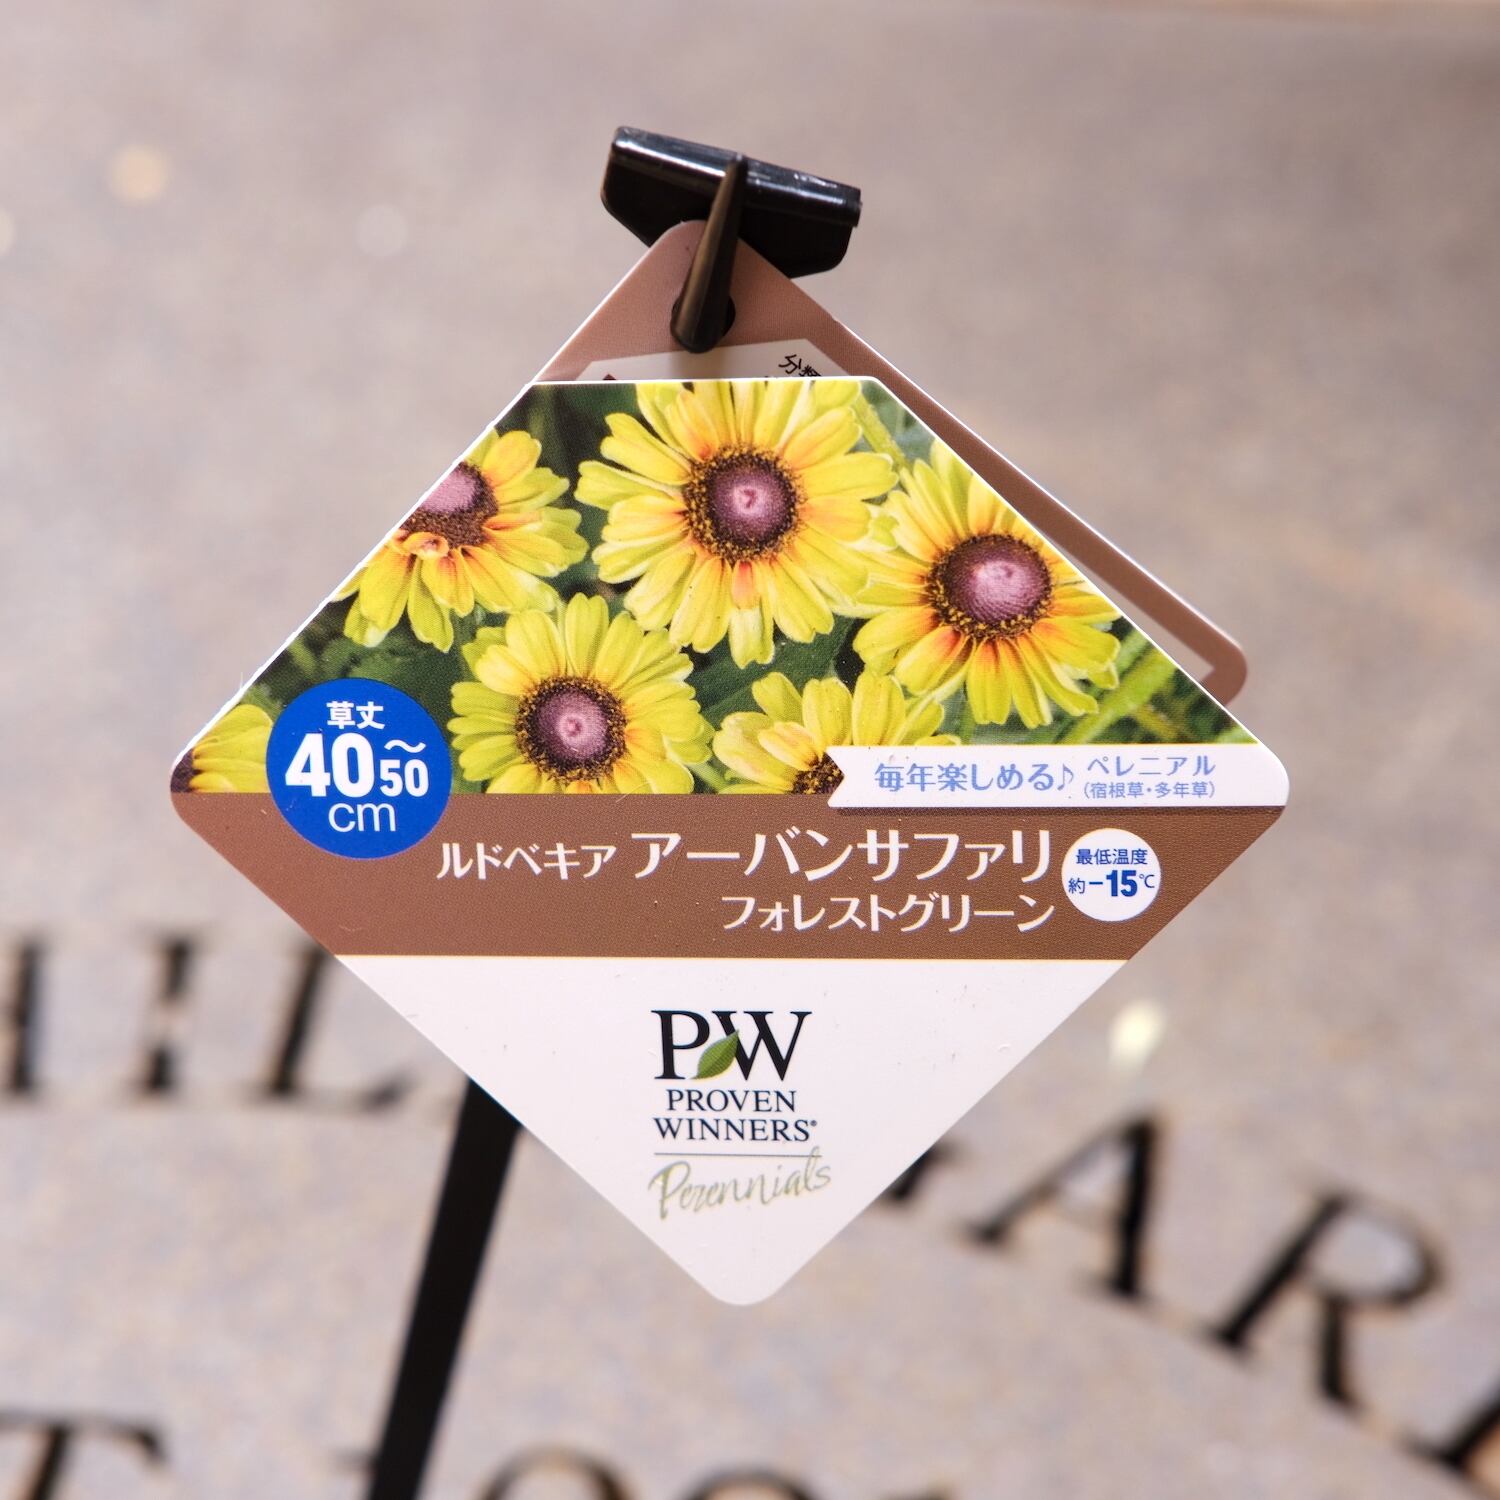 分類
草丈
40~50
cm
毎年楽しめる♪ ペレニアル
(宿根草・多年草)
ルドベキア アーバンサファリ
フォレストグリーン
最低温度
約-15℃
PW
PROVEN
WINNERS®
Perennials